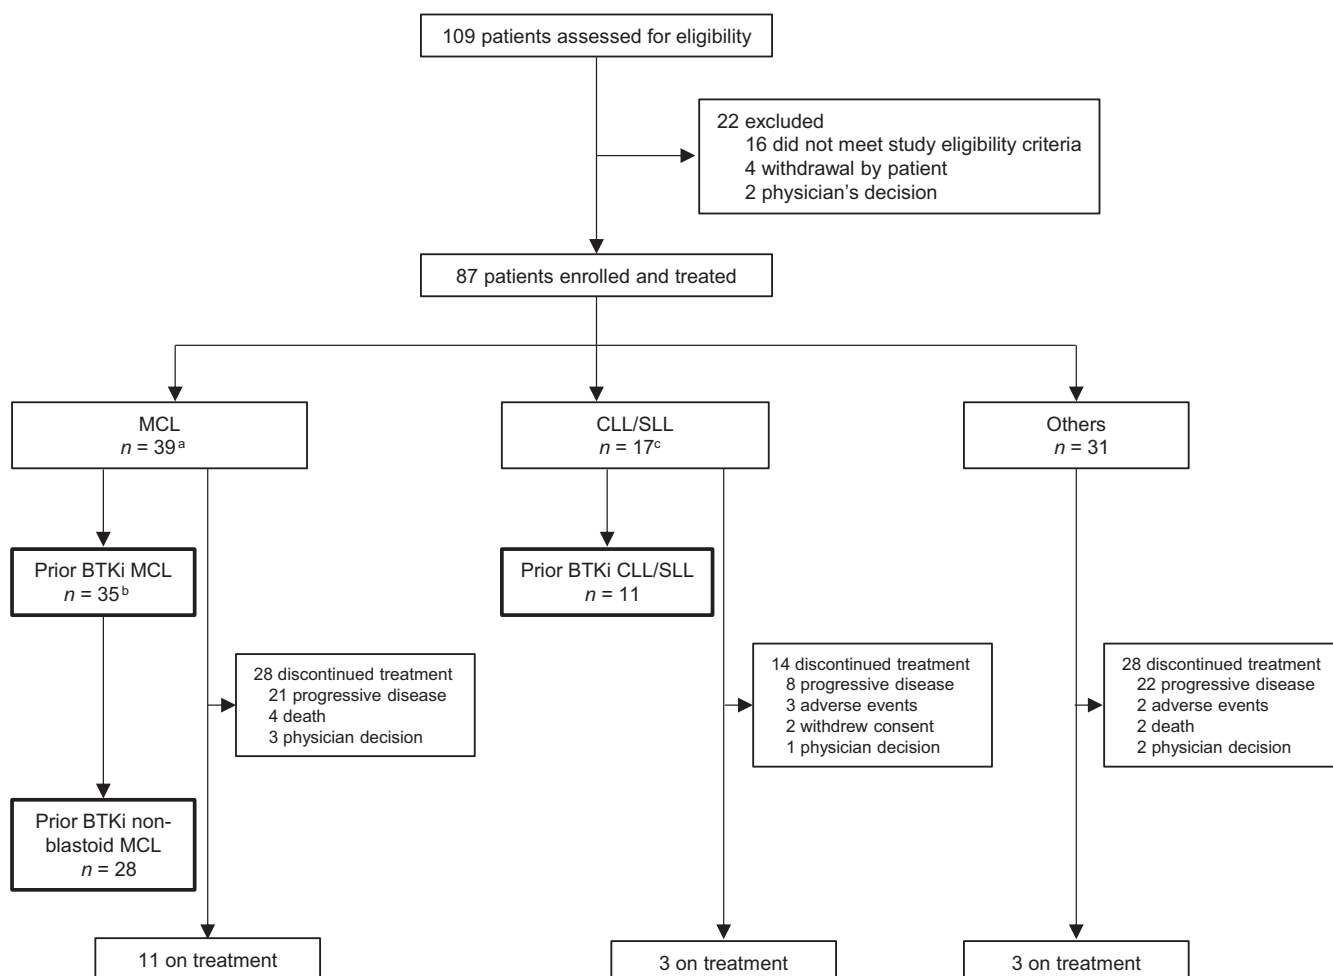 109 patients assessed for eligibility
22 excluded
16 did not meet study eligibility criteria
4 withdrawal by patient
2 physician’s decision
87 patients enrolled and treated
MCL
n = 39ᵃ
CLL/SLL
n = 17ᶜ
Others
n = 31
Prior BTKi MCL
n = 35ᵇ
Prior BTKi CLL/SLL
n = 11
28 discontinued treatment
21 progressive disease
4 death
3 physician decision
14 discontinued treatment
8 progressive disease
3 adverse events
2 withdrew consent
1 physician decision
28 discontinued treatment
22 progressive disease
2 adverse events
2 death
2 physician decision
Prior BTKi non-
blastoid MCL
n = 28
11 on treatment
3 on treatment
3 on treatment